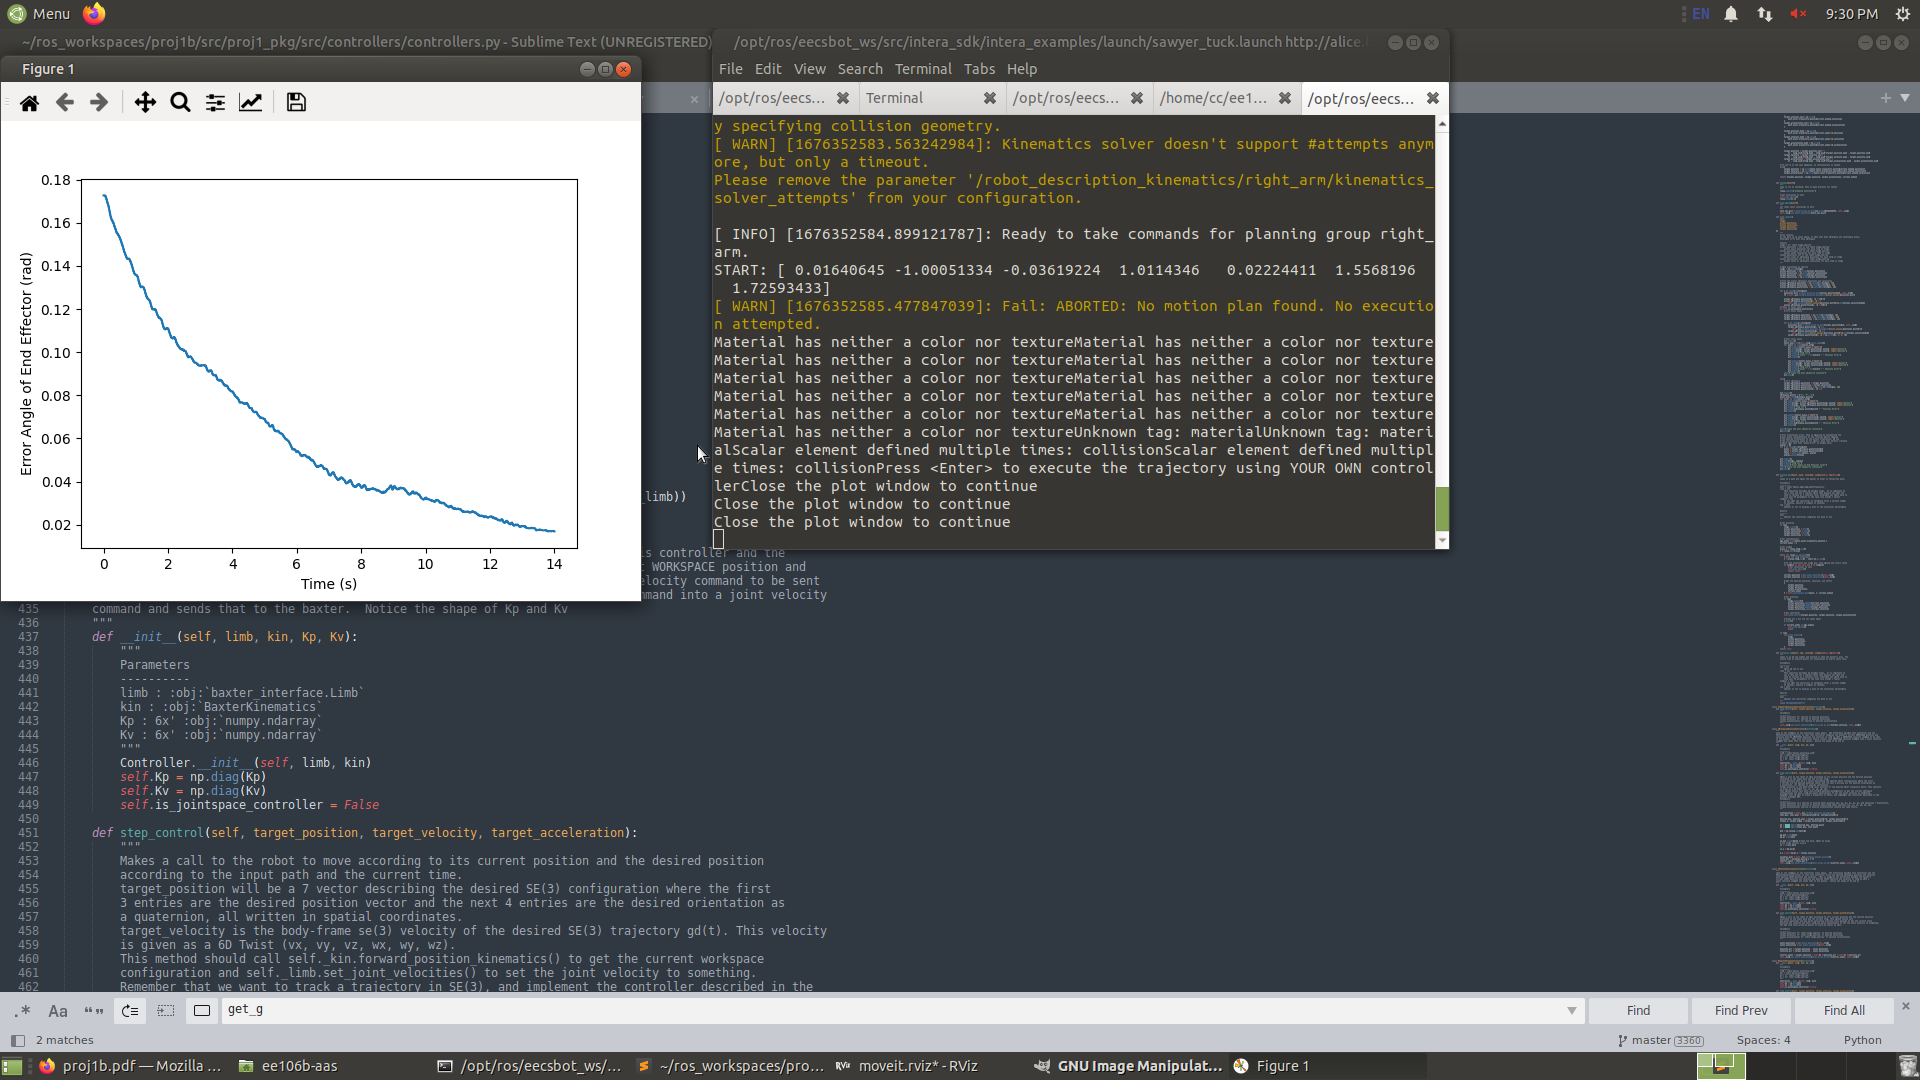 Menu
EN
9:30 PM
~/ros_workspaces/proj1b/src/proj1_pkg/src/controllers/controllers.py - Sublime Text (UNREGISTERED)
/opt/ros/eecsbot_ws/src/intera_sdk/intera_examples/launch/sawyer_tuck.launch http://alice.
Figure 1
File Edit View Search Terminal Tabs Help
/opt/ros/eecs...
Terminal
/opt/ros/eecs...
/home/cc/ee1...
/opt/ros/eecs...
0.18
0.16
0.14
0.12
0.10
0.08
0.06
0.04
0.02
Error Angle of End Effector (rad)
0 2 4 6 8 10 12 14
Time (s)
y specifying collision geometry.
[ WARN] [1676352583.563242984]: Kinematics solver doesn't support #attempts anym
ore, but only a timeout.
Please remove the parameter '/robot_description_kinematics/right_arm/kinematics_
solver_attempts' from your configuration.
[ INFO] [1676352584.899121787]: Ready to take commands for planning group right_
arm.
START: [ 0.01640645 -1.00051334 -0.03619224  1.0114346   0.02224411  1.5568196
1.72593433]
[ WARN] [1676352585.477847039]: Fail: ABORTED: No motion plan found. No executio
n attempted.
Material has neither a color nor textureMaterial has neither a color nor texture
Material has neither a color nor textureMaterial has neither a color nor texture
Material has neither a color nor textureMaterial has neither a color nor texture
Material has neither a color nor textureMaterial has neither a color nor texture
Material has neither a color nor textureMaterial has neither a color nor texture
Material has neither a color nor textureUnknown tag: materialUnknown tag: materi
alScalar element defined multiple times: collisionScalar element defined multipl
e times: collisionPress <Enter> to execute the trajectory using YOUR OWN control
lerClose the plot window to continue
Close the plot window to continue
Close the plot window to continue
_limb))
s controller and the
WORKSPACE position and
elocity command to be sent
mmand into a joint velocity
435 command and sends that to the baxter.  Notice the shape of Kp and Kv
436 """
437 def __init__(self, limb, kin, Kp, Kv):
438 """
439 Parameters
440 ----------
441 limb : :obj:`baxter_interface.Limb`
442 kin : :obj:`BaxterKinematics`
443 Kp : 6x' :obj:`numpy.ndarray`
444 Kv : 6x' :obj:`numpy.ndarray`
445 """
446 Controller.__init__(self, limb, kin)
447 self.Kp = np.diag(Kp)
448 self.Kv = np.diag(Kv)
449 self.is_jointspace_controller = False
450
451 def step_control(self, target_position, target_velocity, target_acceleration):
452 """
453 Makes a call to the robot to move according to its current position and the desired position
454 according to the input path and the current time.
455 target_position will be a 7 vector describing the desired SE(3) configuration where the first
456 3 entries are the desired position vector and the next 4 entries are the desired orientation as
457 a quaternion, all written in spatial coordinates.
458 target_velocity is the body-frame se(3) velocity of the desired SE(3) trajectory gd(t). This velocity
459 is given as a 6D Twist (vx, vy, vz, wx, wy, wz).
460 This method should call self._kin.forward_position_kinematics() to get the current workspace
461 configuration and self._limb.set_joint_velocities() to set the joint velocity to something.
462 Remember that we want to track a trajectory in SE(3), and implement the controller described in the
.* Aa “” get_g Find Find Prev Find All
2 matches
master 3360
Spaces: 4
Python
proj1b.pdf — Mozilla ...
ee106b-aas
/opt/ros/eecsbot_ws/...
~/ros_workspaces/pro...
RViz moveit.rviz* - RViz
GNU Image Manipulat...
Figure 1